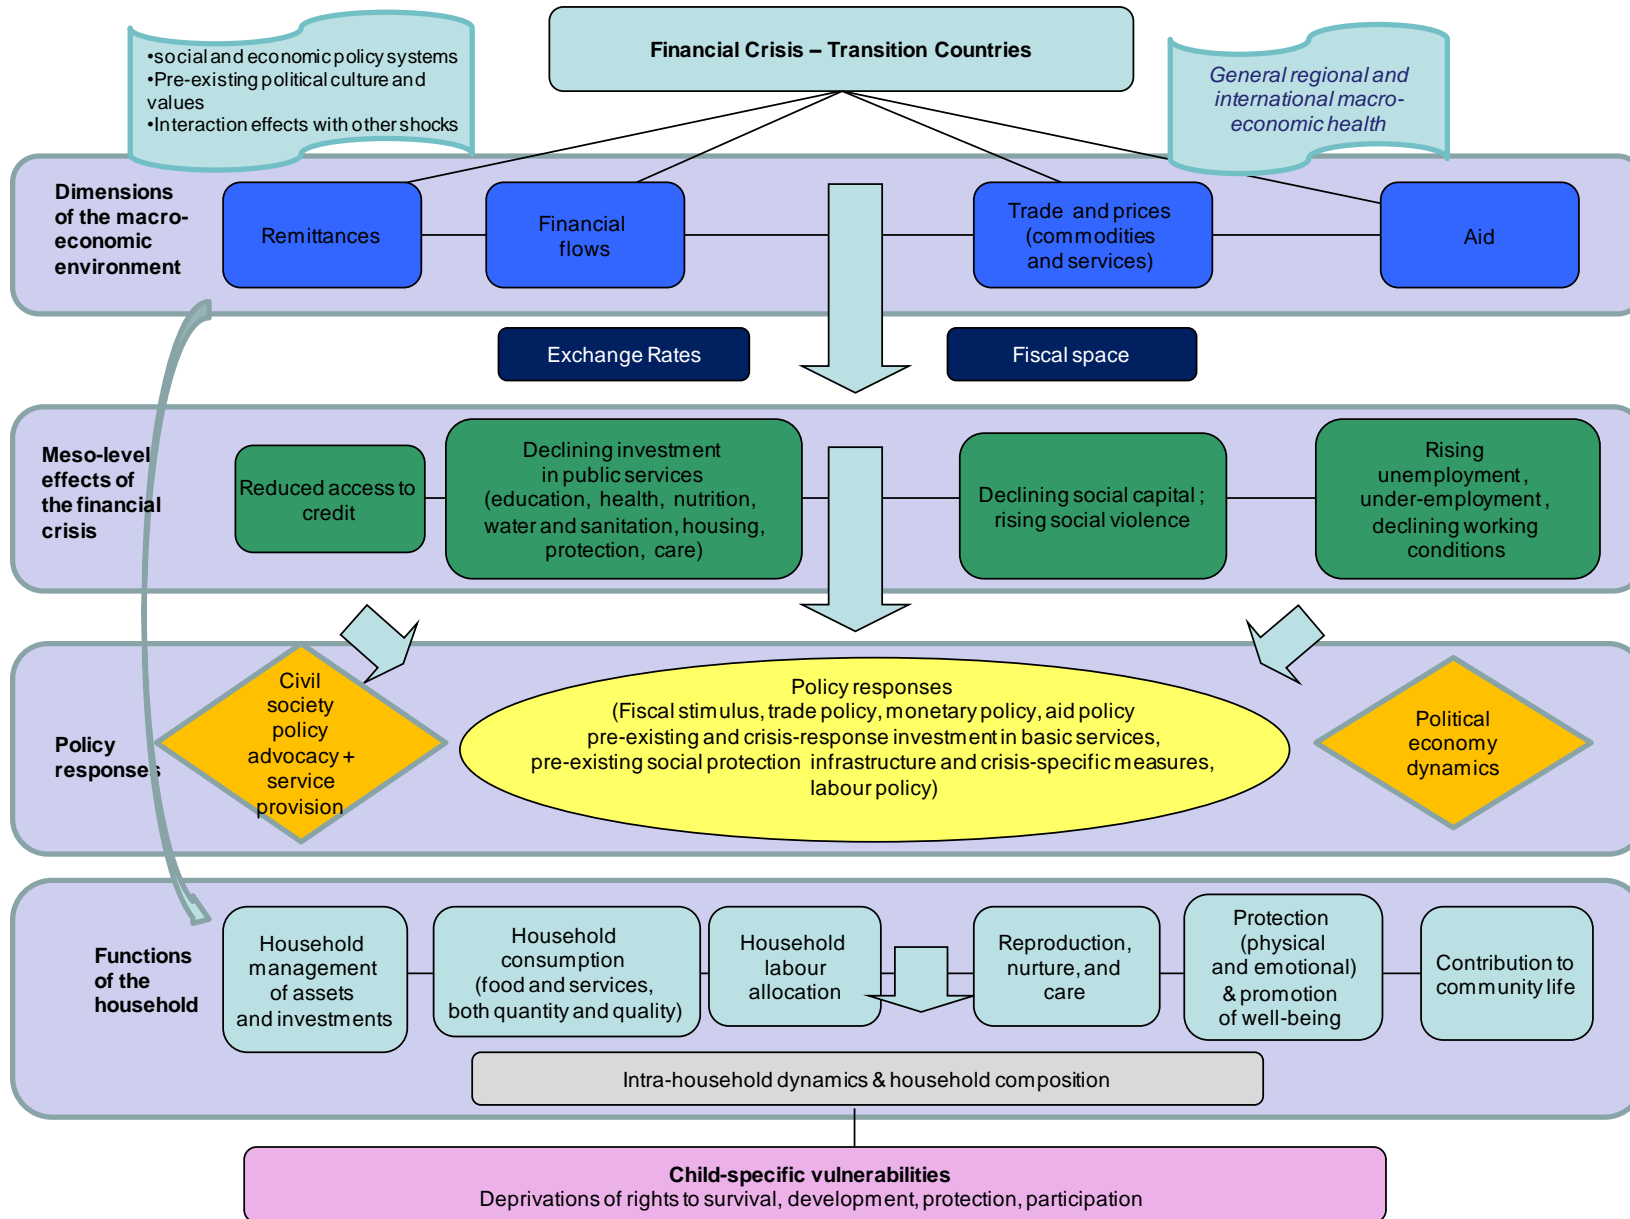 •social and economic policy systems
•Pre-existing political culture and
values
•Interaction effects with other shocks
Financial Crisis – Transition Countries
General regional and
international macro-
economic health
Dimensions
of the macro-
economic
environment
Remittances
Financial
flows
Trade and prices
(commodities
and services)
Aid
Exchange Rates
Fiscal space
Meso-level
effects of
the financial
crisis
Reduced access to
credit
Declining investment
in public services
(education, health, nutrition,
water and sanitation, housing,
protection, care)
Declining social capital ;
rising social violence
Rising
unemployment ,
under-employment ,
declining working
conditions
Policy
responses
Civil
society
policy
advocacy +
service
provision
Policy responses
(Fiscal stimulus, trade policy, monetary policy, aid policy
pre-existing and crisis-response investment in basic services,
pre-existing social protection infrastructure and crisis-specific measures,
labour policy)
Political
economy
dynamics
Functions
of the
household
Household
management
of assets
and investments
Household
consumption
(food and services,
both quantity and quality)
Household
labour
allocation
Reproduction,
nurture, and
care
Protection
(physical
and emotional)
& promotion
of well-being
Contribution to
community life
Intra-household dynamics & household composition
Child-specific vulnerabilities
Deprivations of rights to survival, development, protection, participation